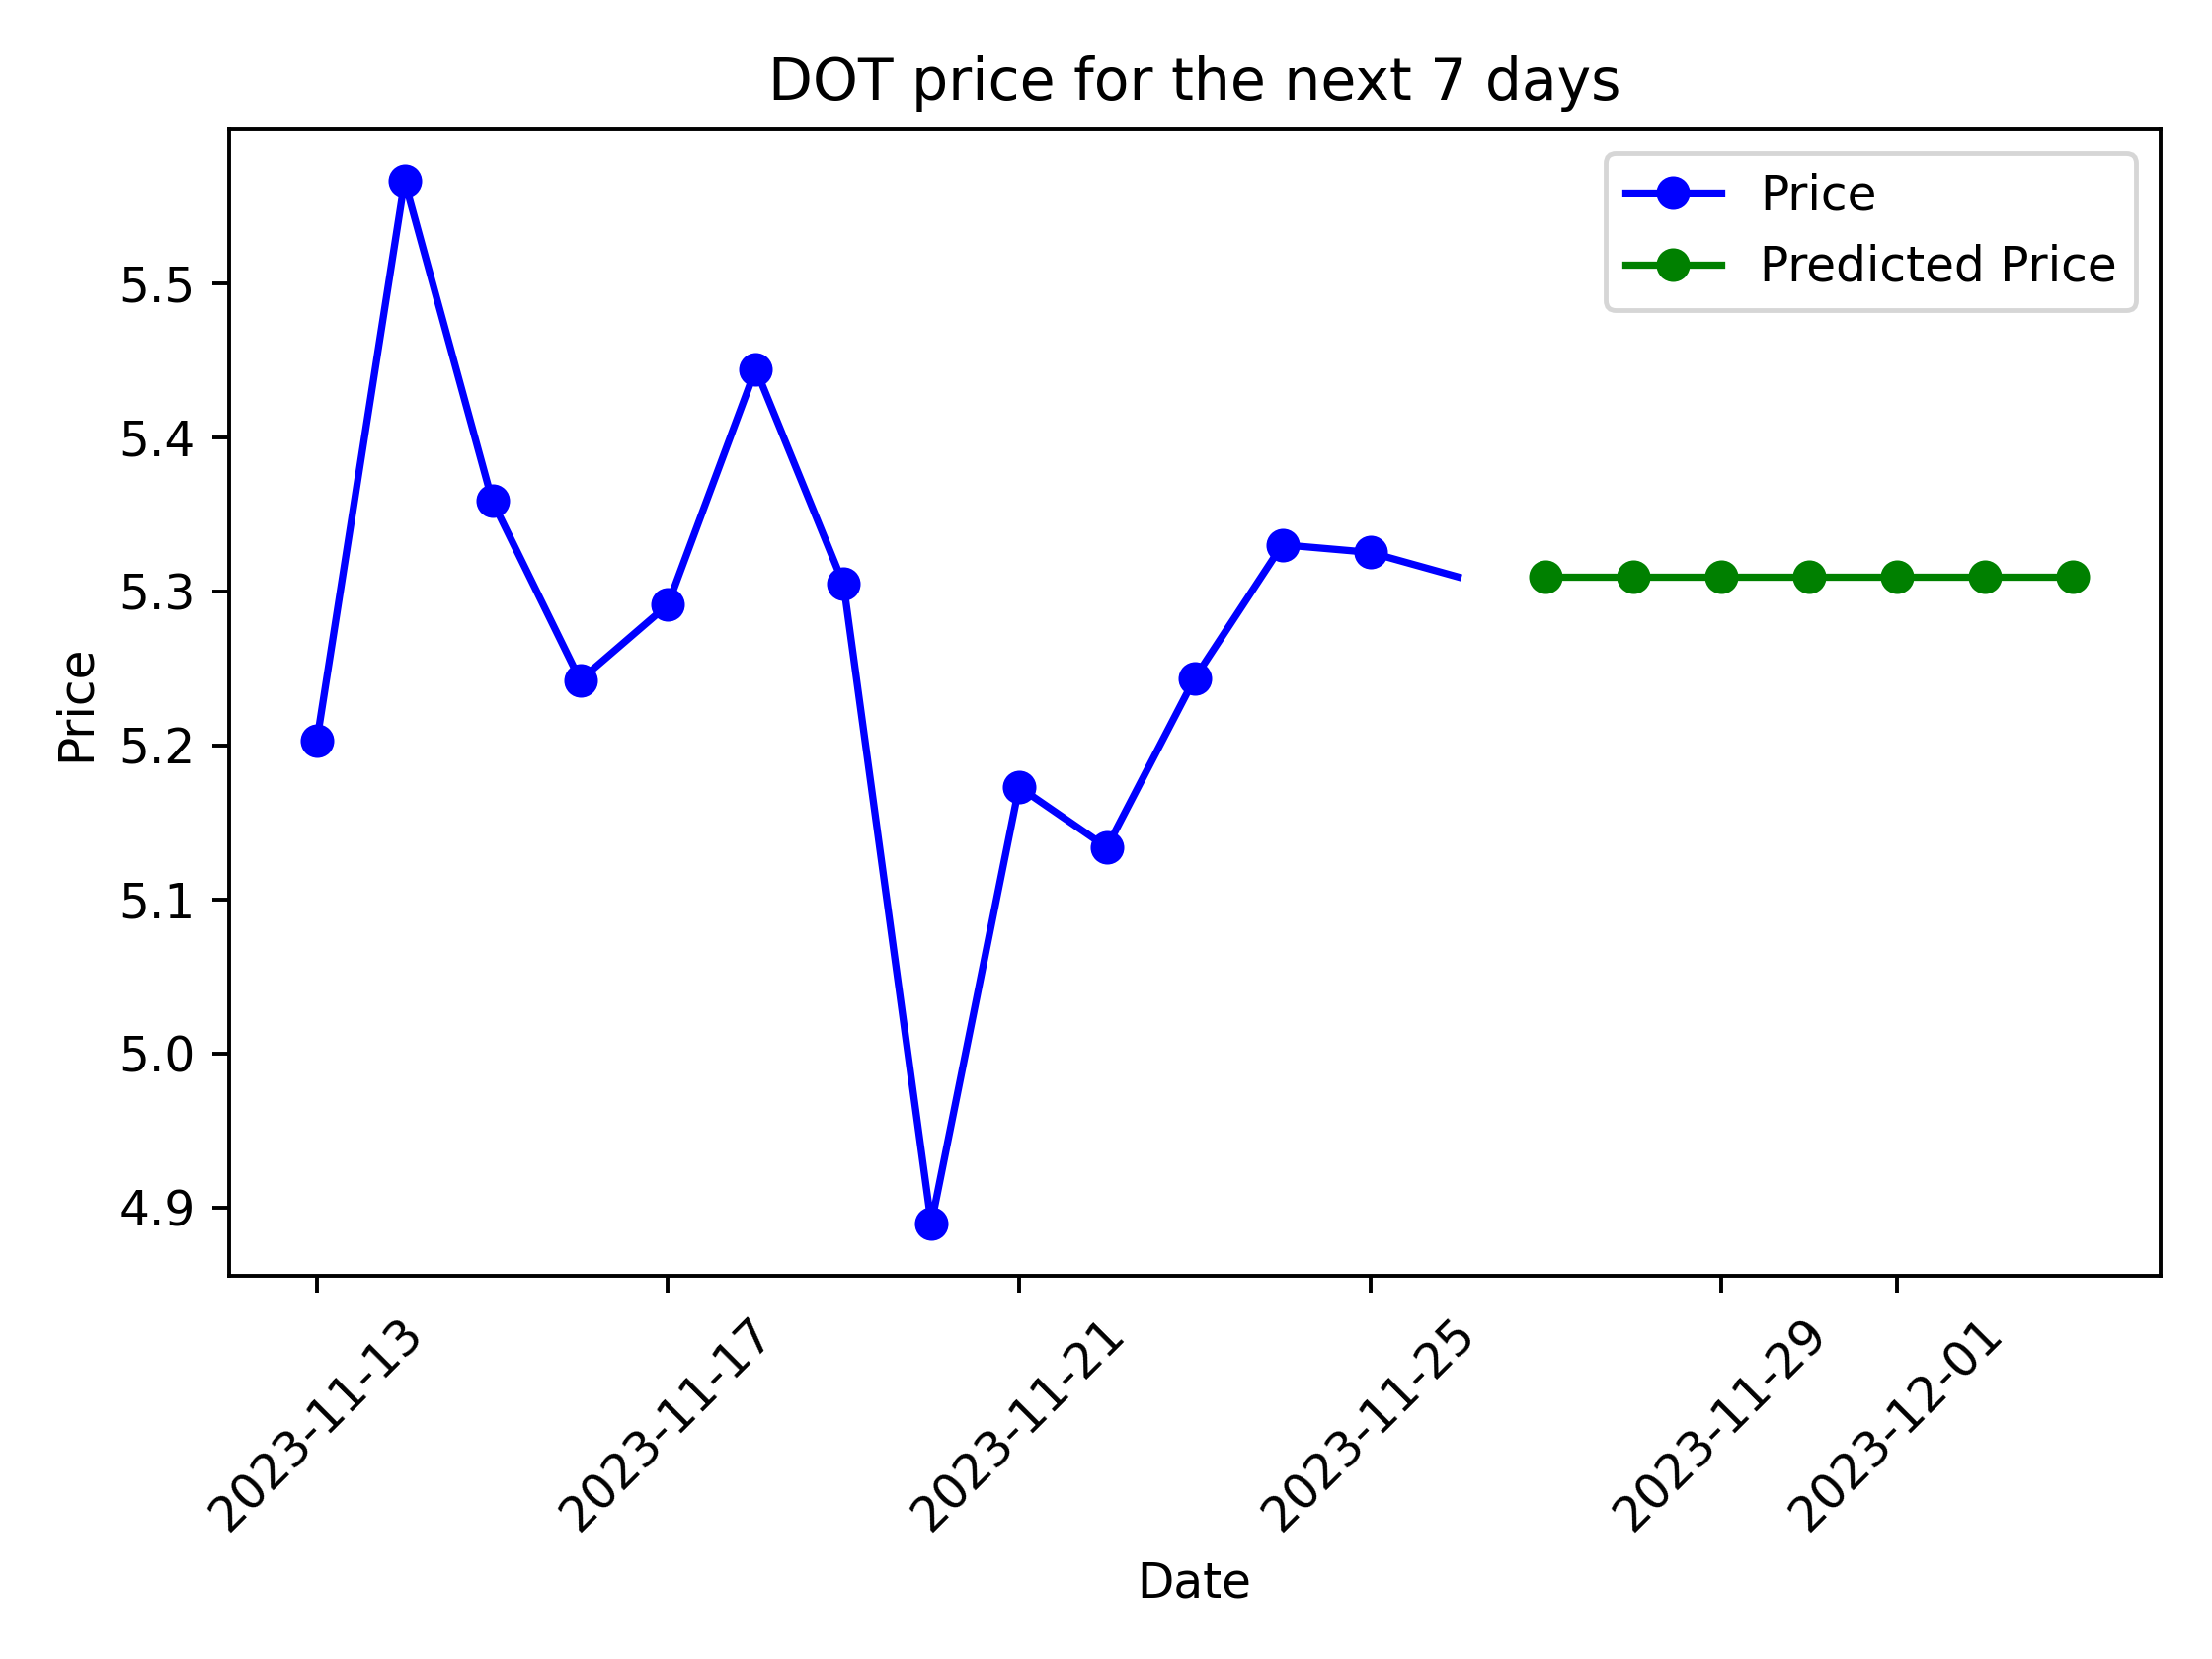 DOT price for the next 7 days
Price
Predicted Price
5.5
5.4
5.3
5.2
5.1
5.0
4.9
Price
2023-11-13
2023-11-17
2023-11-21
2023-11-25
2023-11-29
2023-12-01
Date